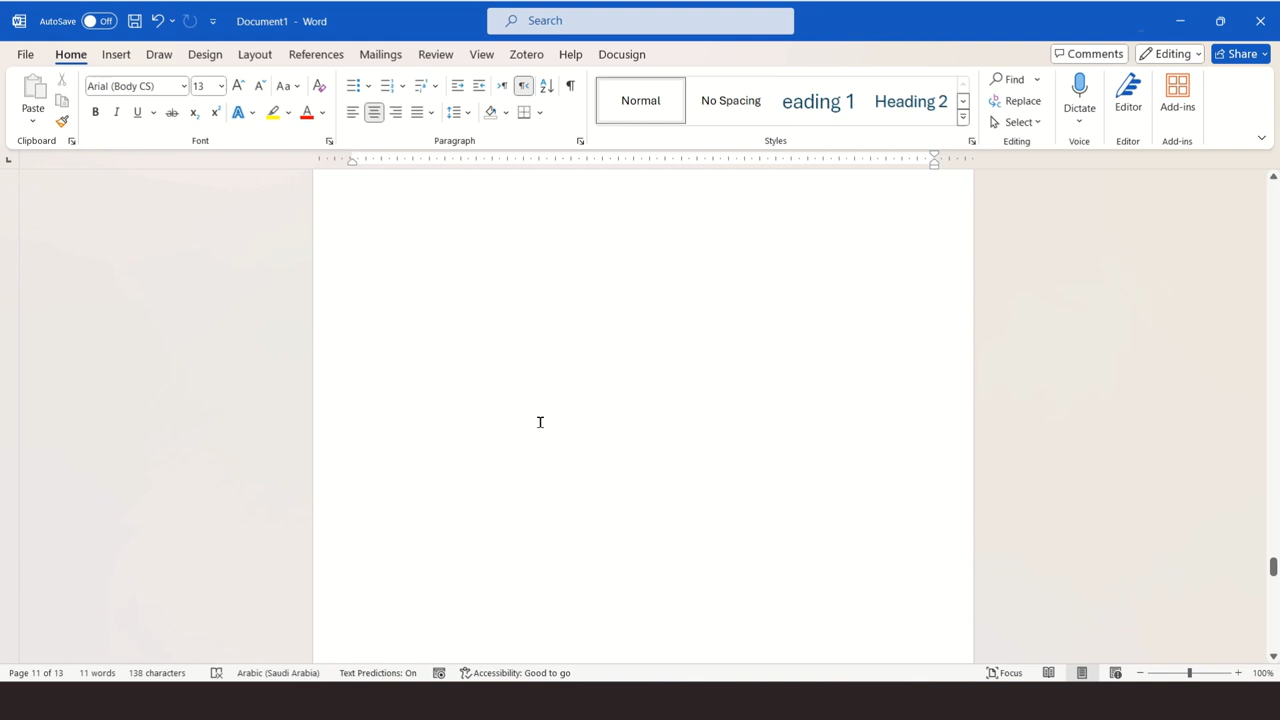 AutoSave Off Document1 - Word Search
File Home Insert Draw Design Layout References Mailings Review View Zotero Help Docusign Comments Editing Share
Paste Arial (Body CS) 13 Aa Normal No Spacing eading 1 Heading 2 Find Replace Select Dictate Editor Add-ins
Clipboard Font Paragraph Styles Editing Voice Editor Add-ins
Page 11 of 13 11 words 138 characters Arabic (Saudi Arabia) Text Predictions: On Accessibility: Good to go Focus 100%